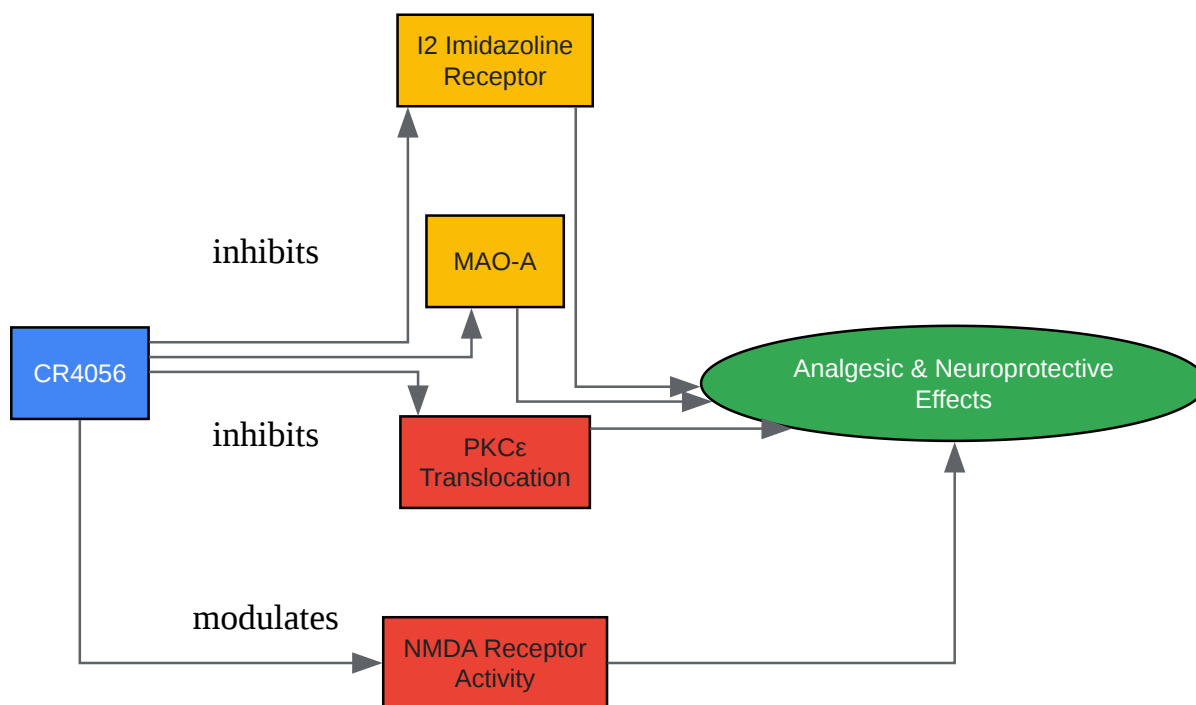 I2 Imidazoline
Receptor
inhibits
MAO-A
CR4056
Analgesic & Neuroprotective
Effects
inhibits
PKCε
Translocation
modulates
NMDA Receptor
Activity